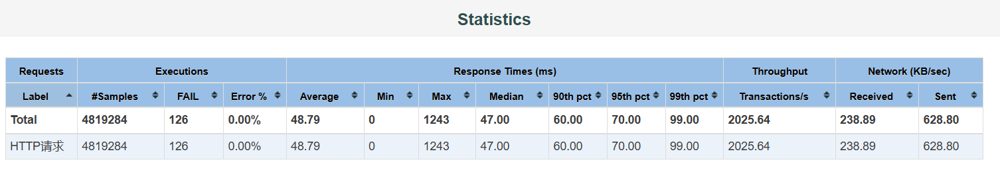 Statistics
Requests Executions Response Times (ms) Throughput Network (KB/sec)
Label #Samples FAIL Error % Average Min Max Median 90th pct 95th pct 99th pct Transactions/s Received Sent
Total 4819284 126 0.00% 48.79 0 1243 47.00 60.00 70.00 99.00 2025.64 238.89 628.80
HTTP请求 4819284 126 0.00% 48.79 0 1243 47.00 60.00 70.00 99.00 2025.64 238.89 628.80